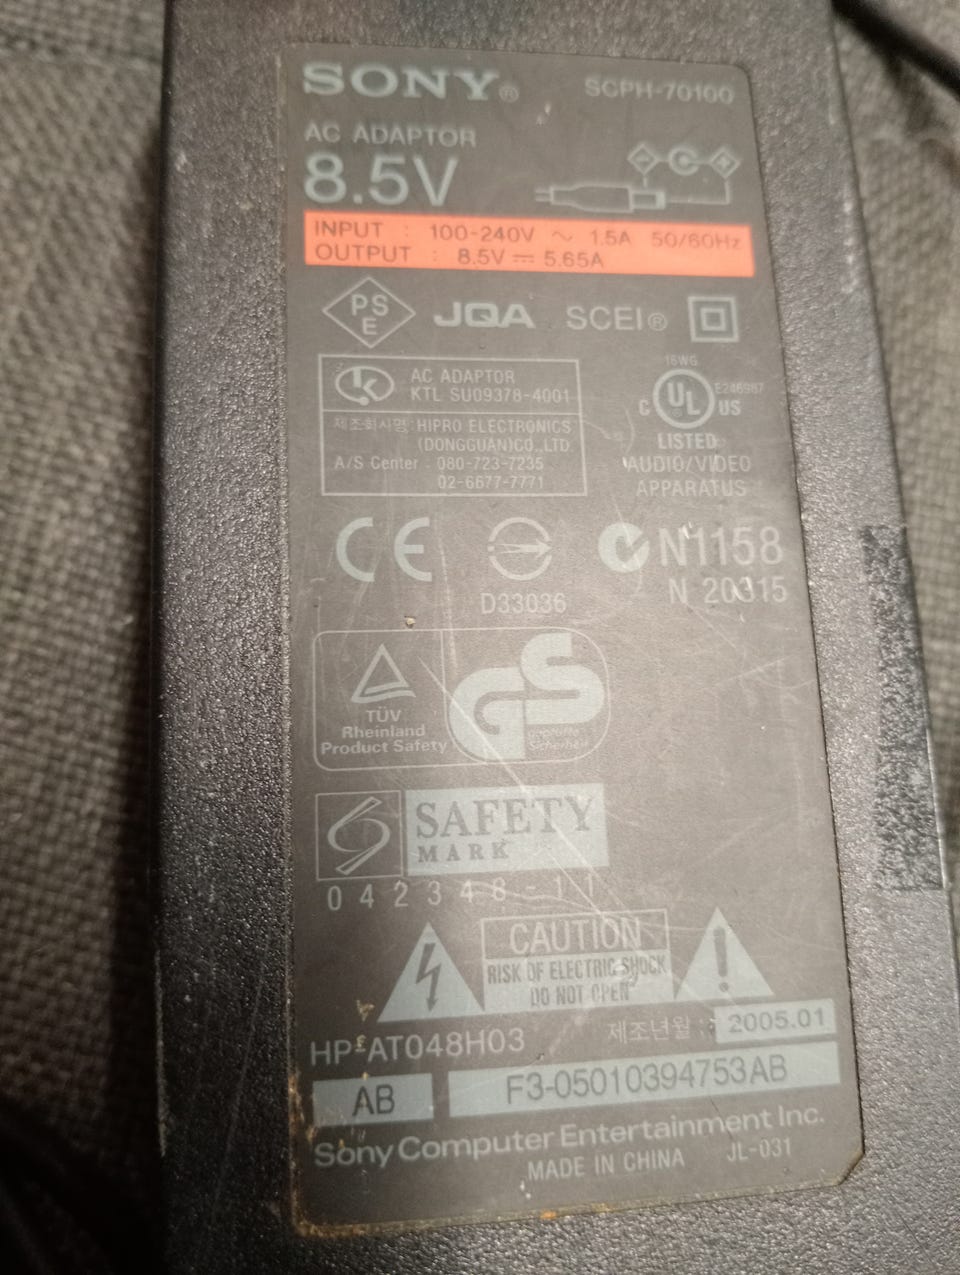 SONY® SCPH-70100
AC ADAPTOR
8.5V
INPUT : 100-240V ~ 1.5A 50/60Hz
OUTPUT : 8.5V ⎓ 5.65A
PS
E
JQA SCEI®
AC ADAPTOR
KTL SU09378-4001
제조회사명 : HIPRO ELECTRONICS
(DONGGUAN)CO.,LTD.
A/S Center : 080-723-7235
02-6677-7771
16WG
E246987
C UL US
LISTED
AUDIO/VIDEO
APPARATUS
CE
N1158
D33036
N 20315
TÜV
Rheinland
Product Safety
GS
geprüfte
Sicherheit
SAFETY
MARK
042348-11
CAUTION
RISK OF ELECTRIC SHOCK
DO NOT OPEN
HP-AT048H03 제조년월 : 2005.01
AB F3-05010394753AB
Sony Computer Entertainment Inc.
MADE IN CHINA JL-031